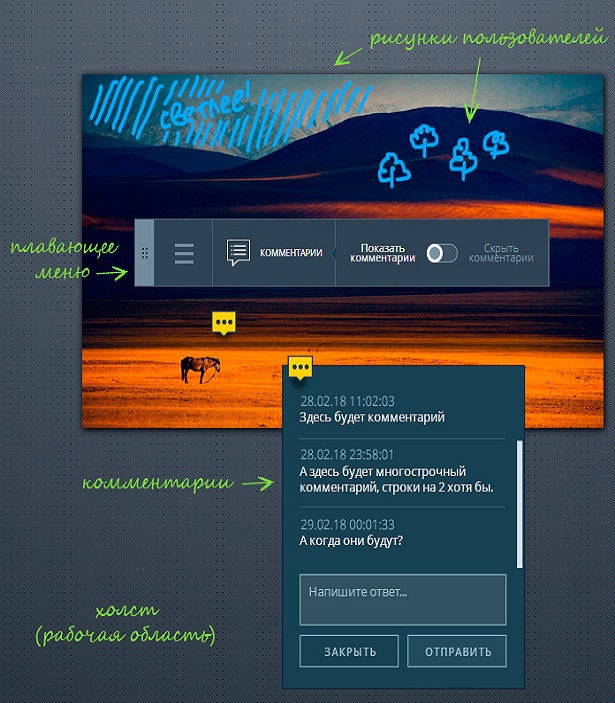 рисунки пользователей
светлее!
плавающее
меню
КОММЕНТАРИИ
Показать
комментарии
Скрыть
комментарии
28.02.18 11:02:03
Здесь будет комментарий
28.02.18 23:58:01
А здесь будет многострочный
комментарий, строки на 2 хотя бы.
29.02.18 00:01:33
А когда они будут?
Напишите ответ...
ЗАКРЫТЬ
ОТПРАВИТЬ
комментарии
холст
(рабочая область)